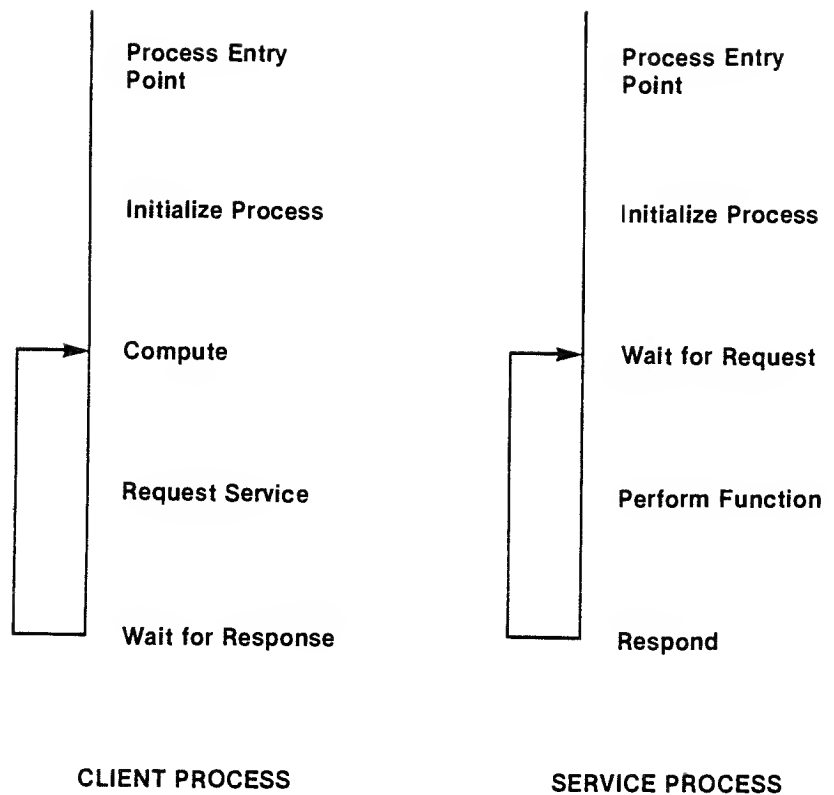 Process Entry
Point
Initialize Process
Compute
Request Service
Wait for Response
CLIENT PROCESS
Process Entry
Point
Initialize Process
Wait for Request
Perform Function
Respond
SERVICE PROCESS